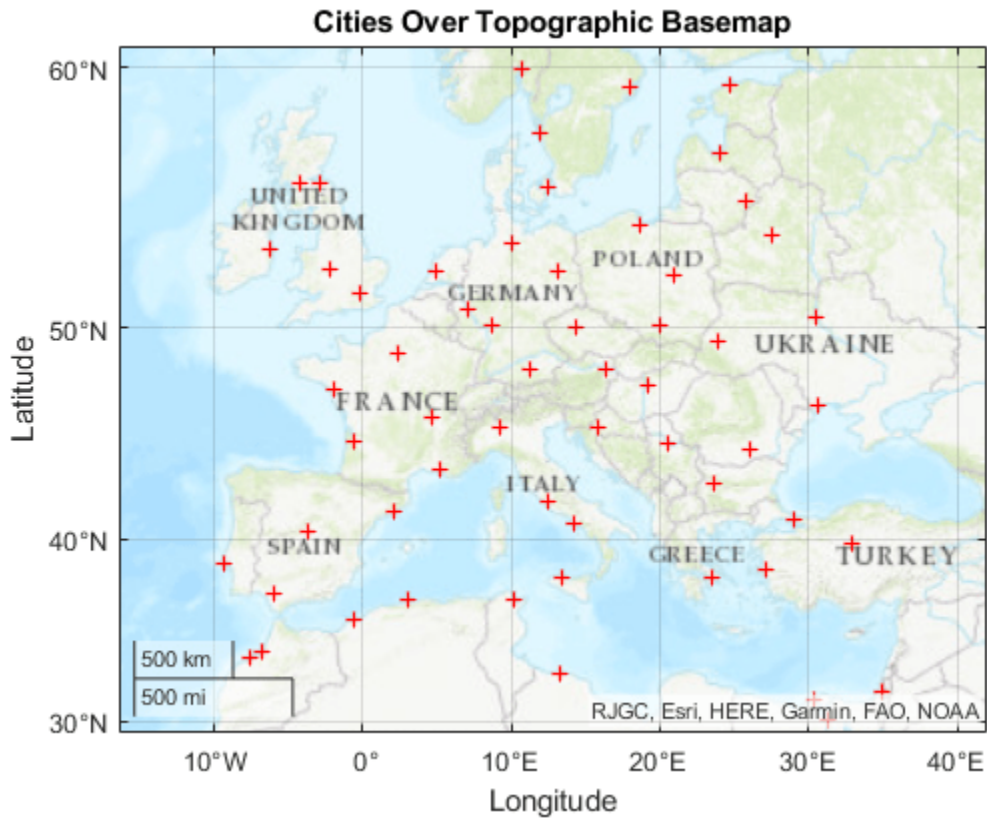 Cities Over Topographic Basemap
60°N
UNITED
KINGDOM
POLAND
GERMANY
50°N
UKRAINE
Latitude
FRANCE
ITALY
40°N
SPAIN
GREECE
TURKEY
500 km
500 mi
RJGC, Esri, HERE, Garmin, FAO, NOAA
30°N
10°W 0° 10°E 20°E 30°E 40°E
Longitude